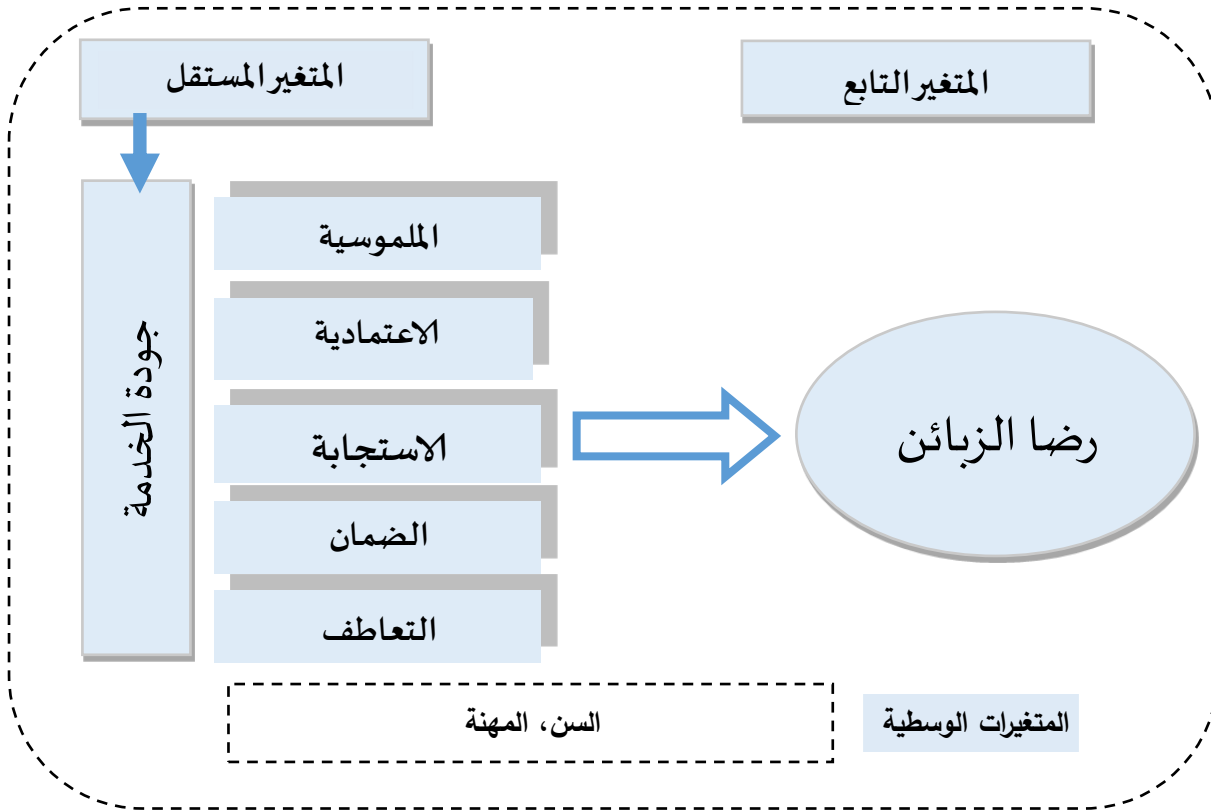 المتغير التابع
المتغير المستقل
جودة الخدمة
الملموسية
الاعتمادية
الاستجابة
الضمان
التعاطف
رضا الزبائن
المتغيرات الوسطية
السن، المهنة